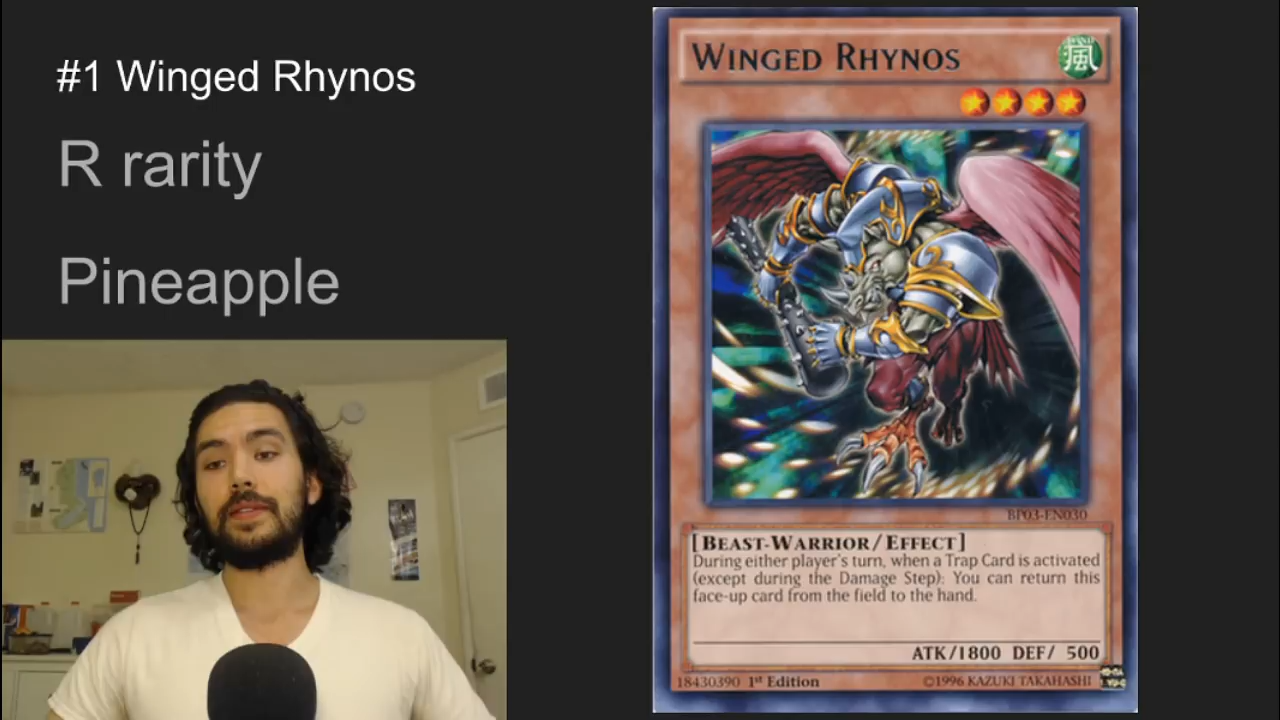 #1 Winged Rhynos
R rarity
Pineapple
WINGED RHYNOS
WIND
風
BP03-EN030
[BEAST-WARRIOR/EFFECT]
During either player's turn, when a Trap Card is activated
(except during the Damage Step): You can return this
face-up card from the field to the hand.
ATK/1800 DEF/ 500
18430390 1st Edition
©1996 KAZUKI TAKAHASHI